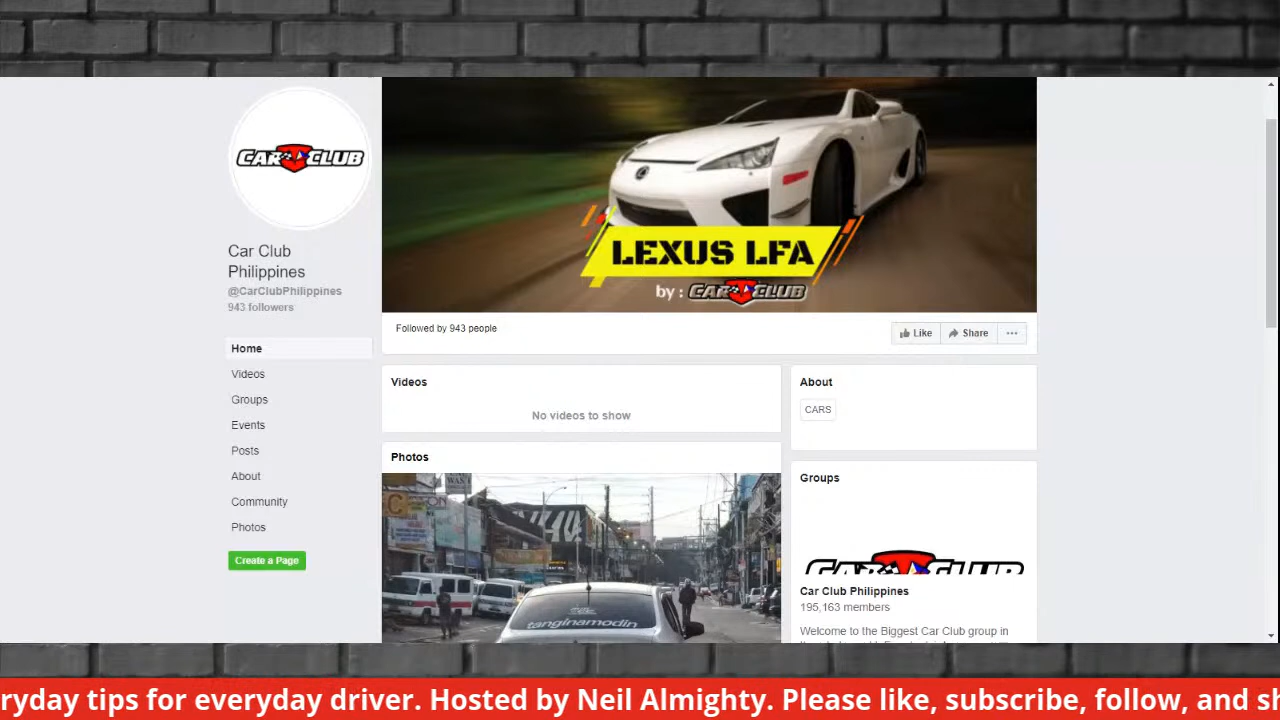 CAR CLUB
Car Club
Philippines
@CarClubPhilippines
943 followers
Home
Videos
Groups
Events
Posts
About
Community
Photos
Create a Page
LEXUS LFA
by : CAR CLUB
Followed by 943 people
Like
Share
Videos
No videos to show
Photos
tanginamodin
About
CARS
Groups
CAR CLUB
Car Club Philippines
195,163 members
Welcome to the Biggest Car Club group in
ryday tips for everyday driver. Hosted by Neil Almighty. Please like, subscribe, follow, and sh